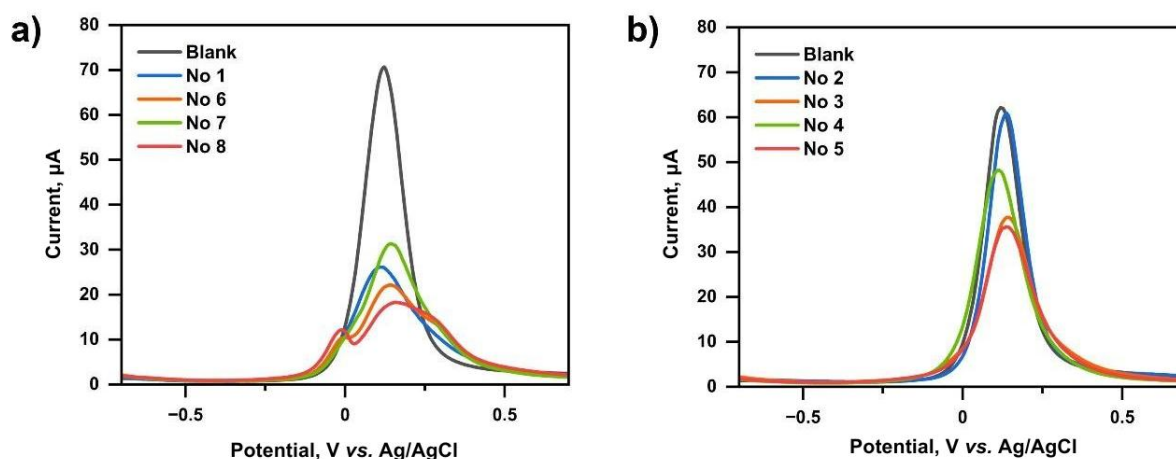 a)
80
70
60
50
40
30
20
10
0
Current, µA
Blank
No 1
No 6
No 7
No 8
−0.5
0
0.5
Potential, V vs. Ag/AgCl
b)
80
70
60
50
40
30
20
10
0
Current, µA
Blank
No 2
No 3
No 4
No 5
−0.5
0
0.5
Potential, V vs. Ag/AgCl